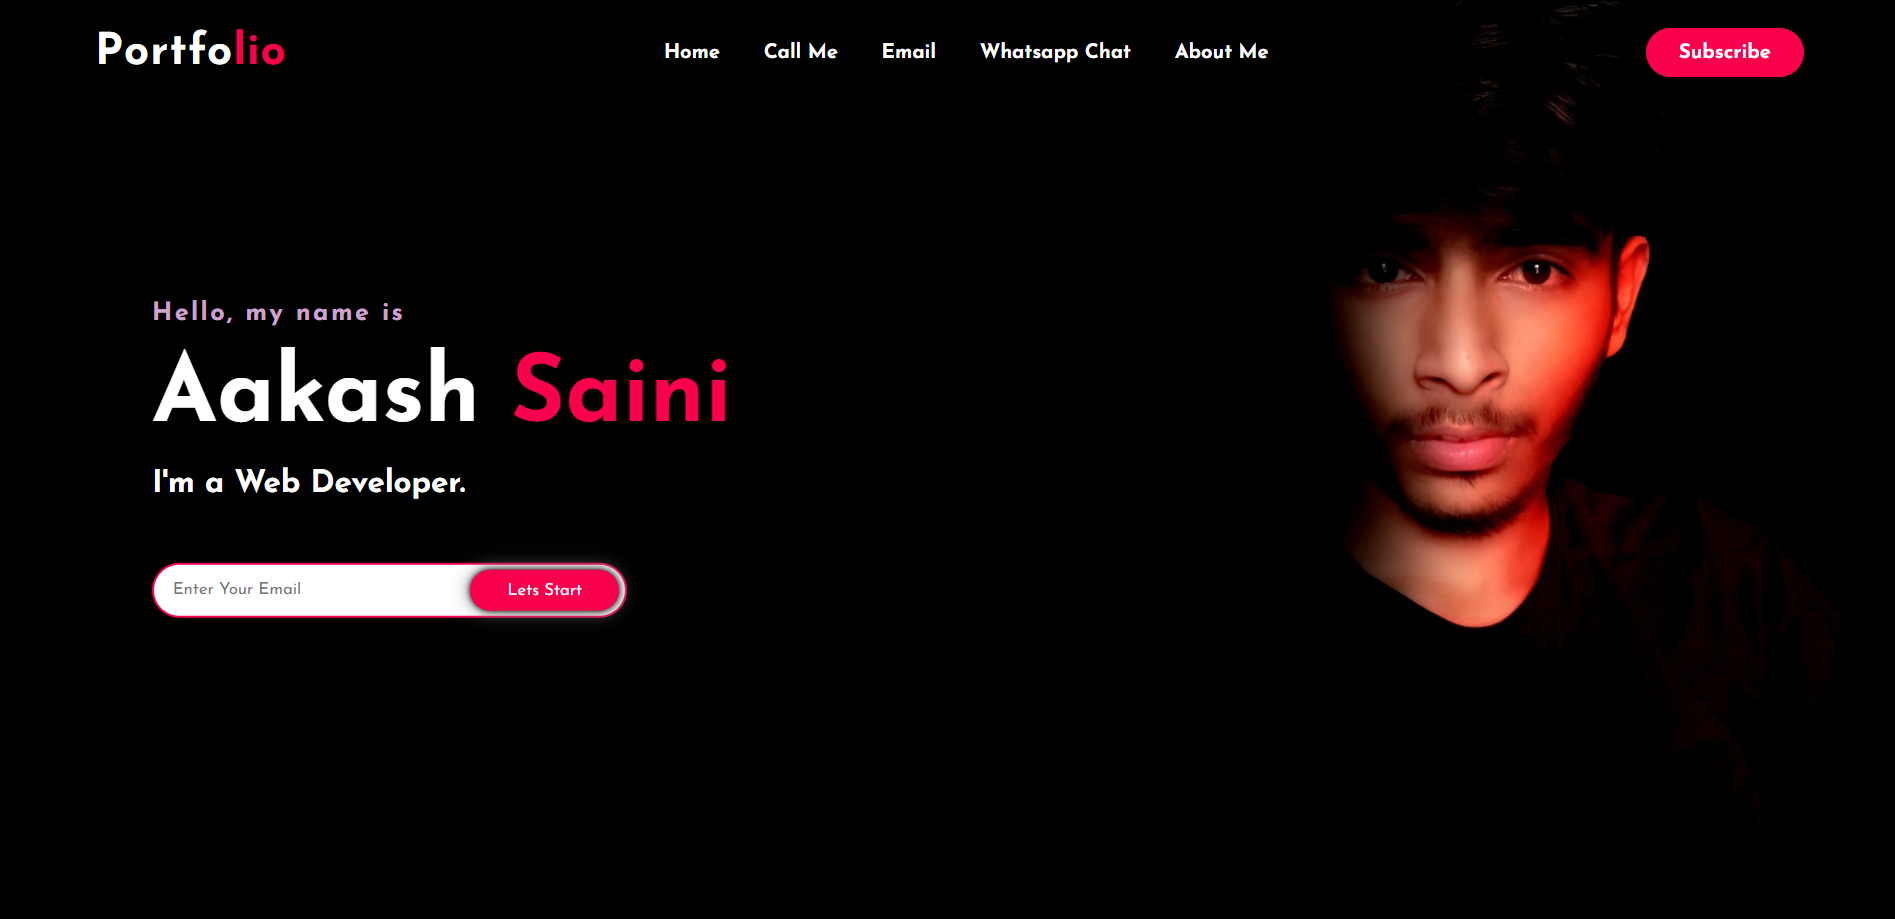 Portfolio
Home Call Me Email Whatsapp Chat About Me
Subscribe
Hello, my name is
Aakash Saini
I'm a Web Developer.
Enter Your Email
Lets Start